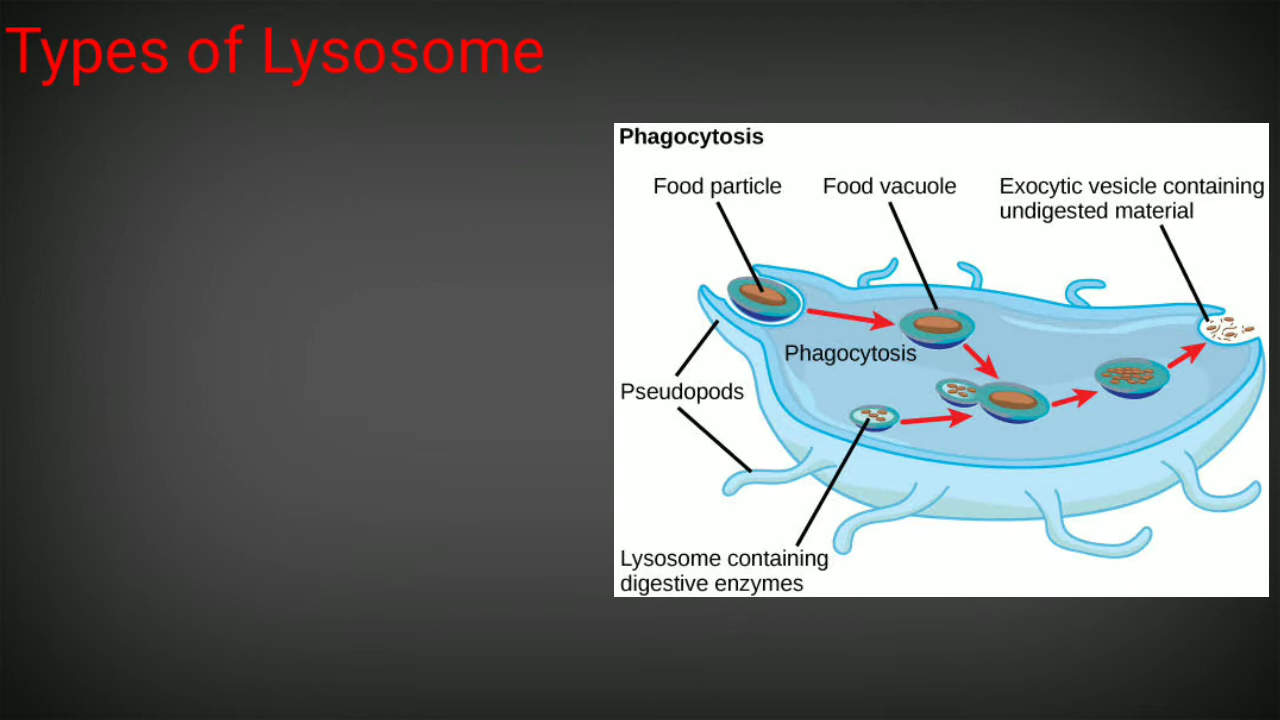 Types of Lysosome
Phagocytosis
Food particle
Food vacuole
Exocytic vesicle containing
undigested material
Phagocytosis
Pseudopods
Lysosome containing
digestive enzymes